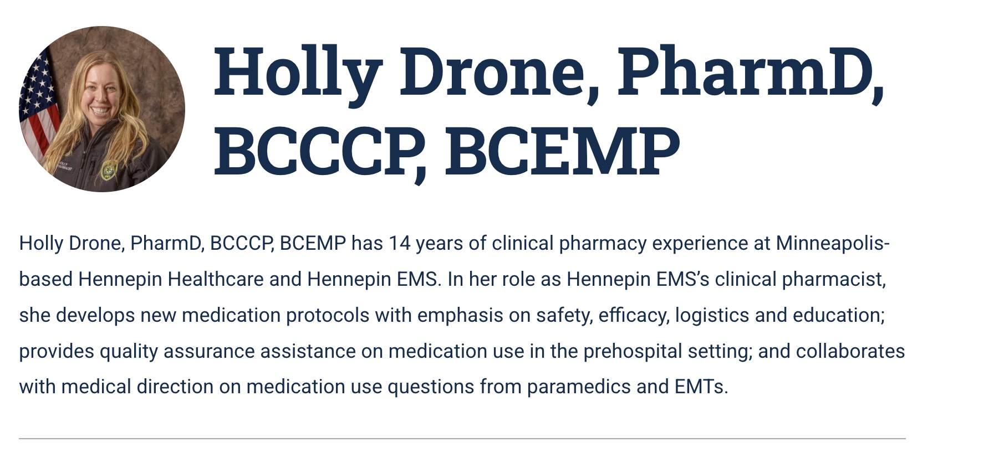 Holly Drone, PharmD,
BCCCP, BCEMP
HOLLY
PHARMACIST
Holly Drone, PharmD, BCCCP, BCEMP has 14 years of clinical pharmacy experience at Minneapolis-
based Hennepin Healthcare and Hennepin EMS. In her role as Hennepin EMS’s clinical pharmacist,
she develops new medication protocols with emphasis on safety, efficacy, logistics and education;
provides quality assurance assistance on medication use in the prehospital setting; and collaborates
with medical direction on medication use questions from paramedics and EMTs.